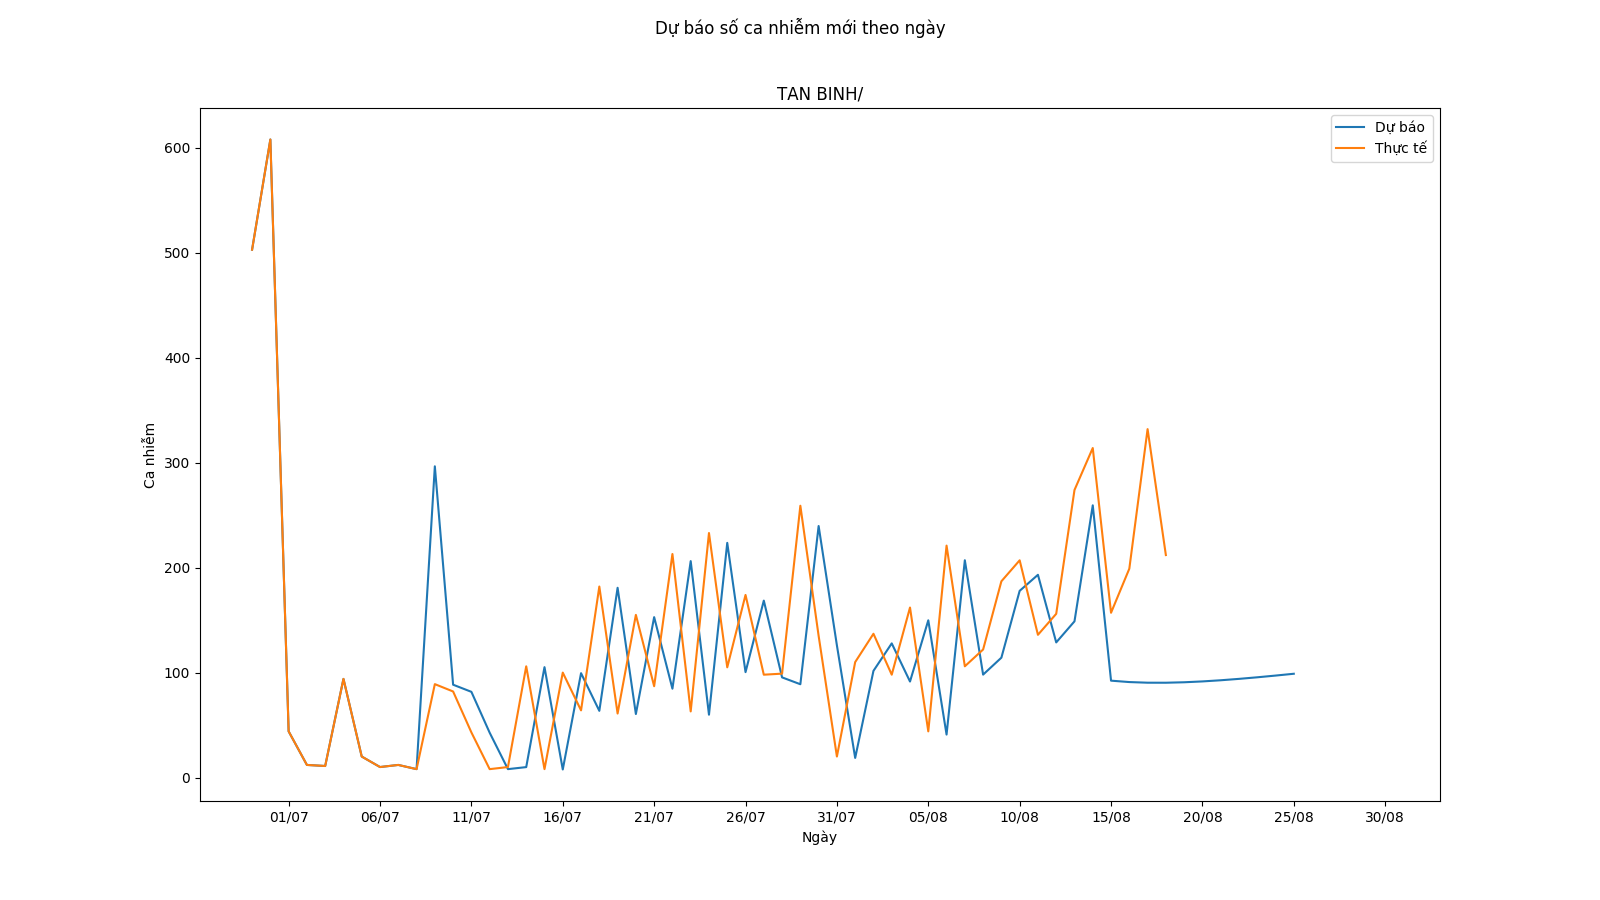 Dự báo số ca nhiễm mới theo ngày
TAN BINH/
Dự báo
Thực tế
600
500
400
300
200
100
0
Ca nhiễm
01/07 06/07 11/07 16/07 21/07 26/07 31/07 05/08 10/08 15/08 20/08 25/08 30/08
Ngày